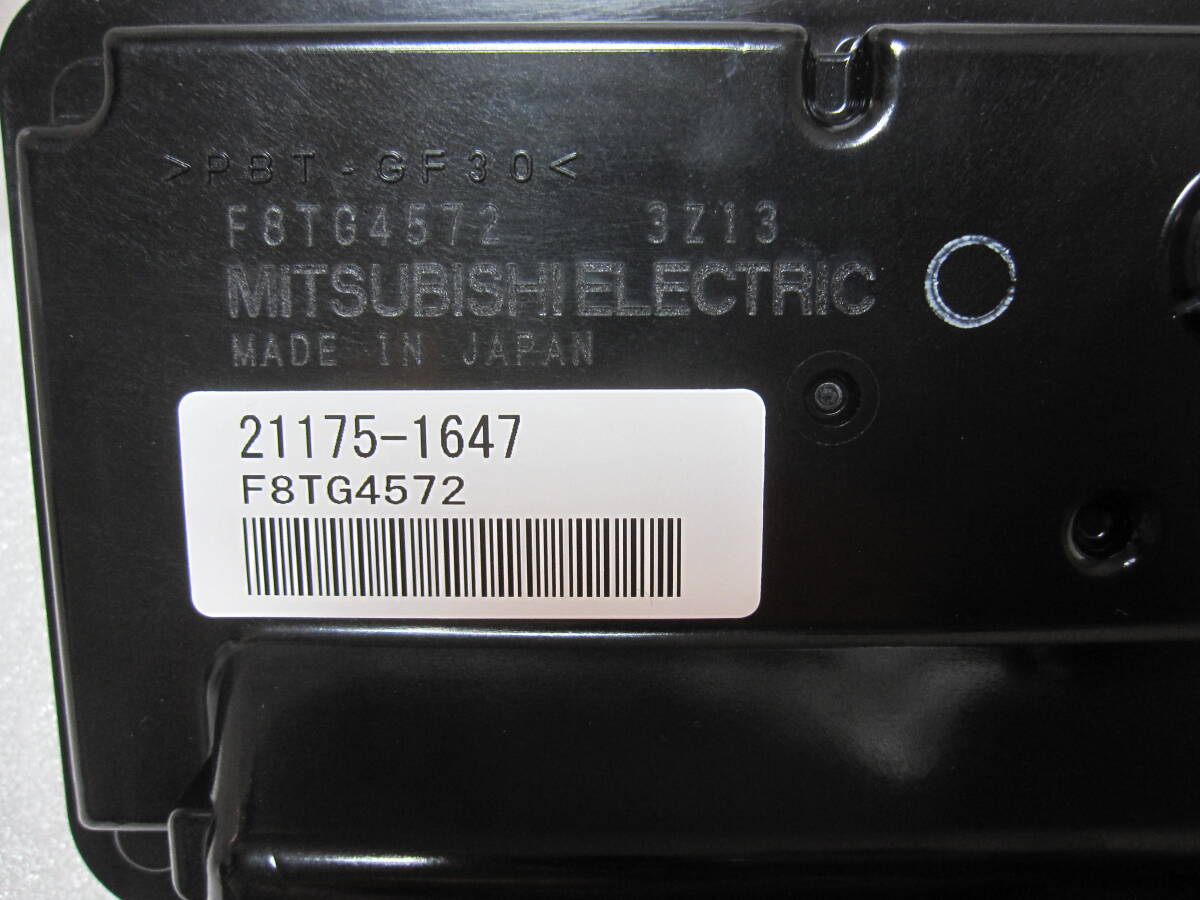 >PBT-GF30<
F8TG4572 3Z13
MITSUBISHI ELECTRIC
MADE IN JAPAN
21175-1647
F8TG4572